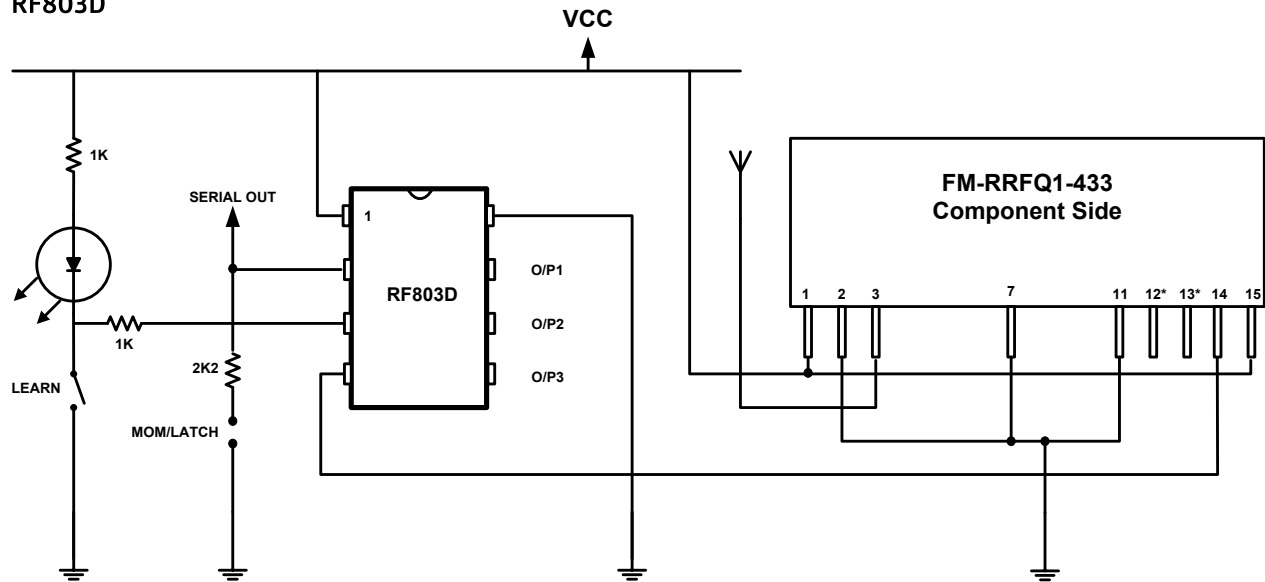 RF803D
VCC
1K
SERIAL OUT
1
RF803D
O/P1
O/P2
O/P3
1K
2K2
LEARN
MOM/LATCH
FM-RRFQ1-433
Component Side
1 2 3 7 11 12* 13* 14 15